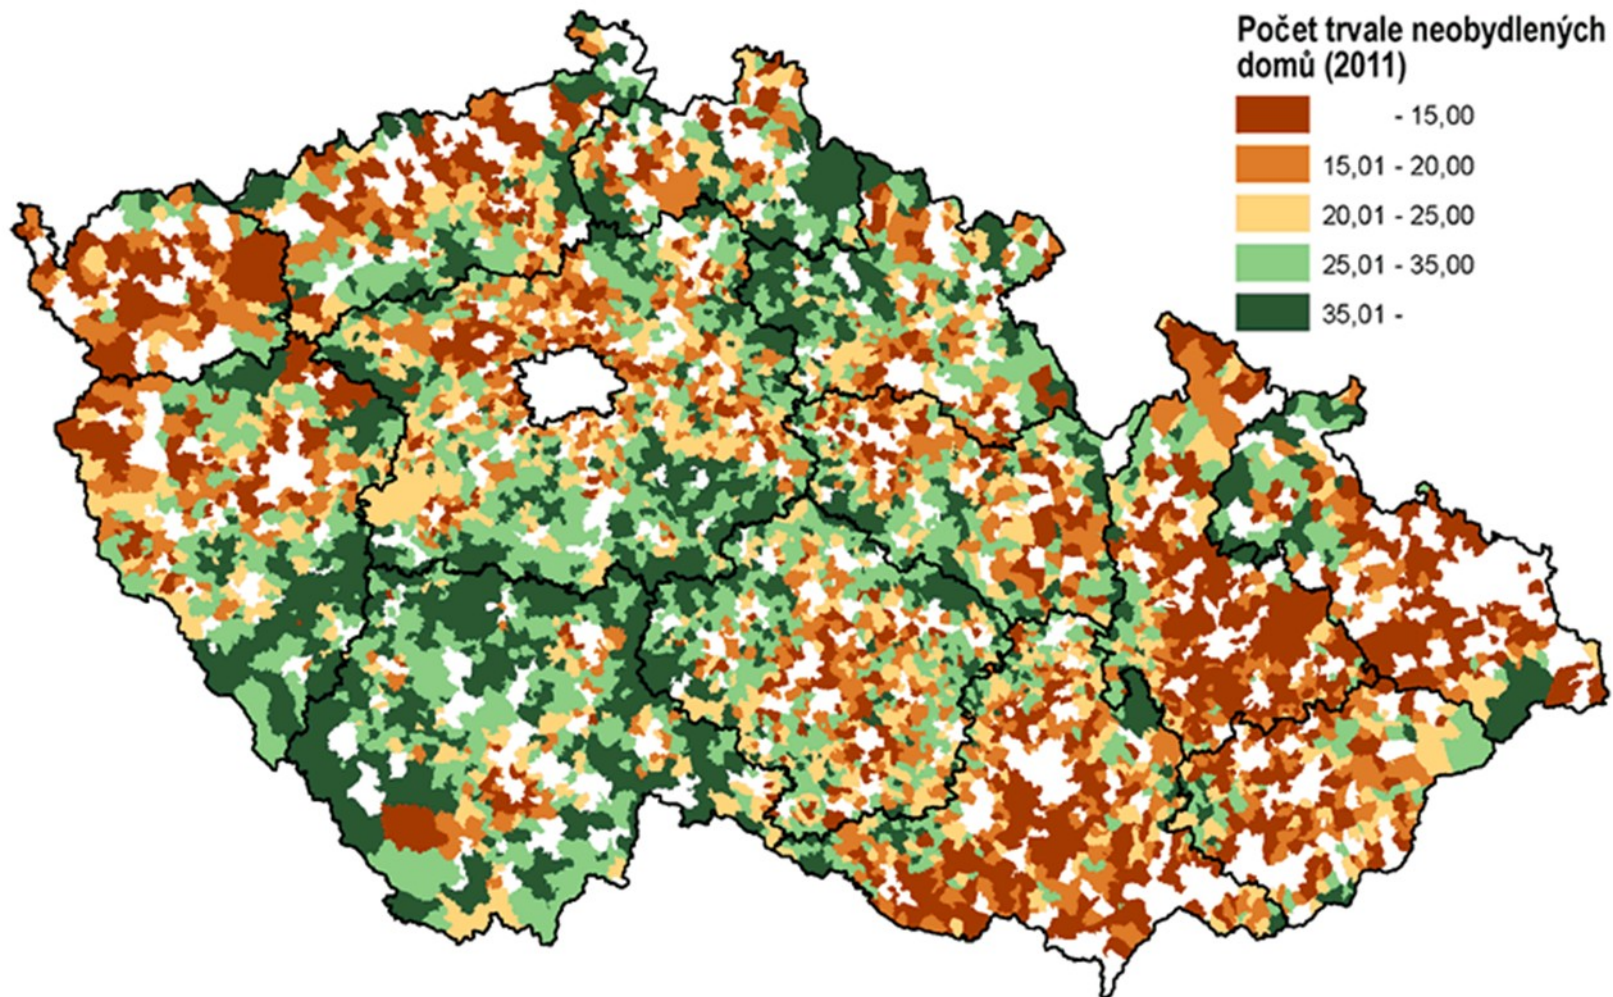 Počet trvale neobydlených
domů (2011)
- 15,00
15,01 - 20,00
20,01 - 25,00
25,01 - 35,00
35,01 -